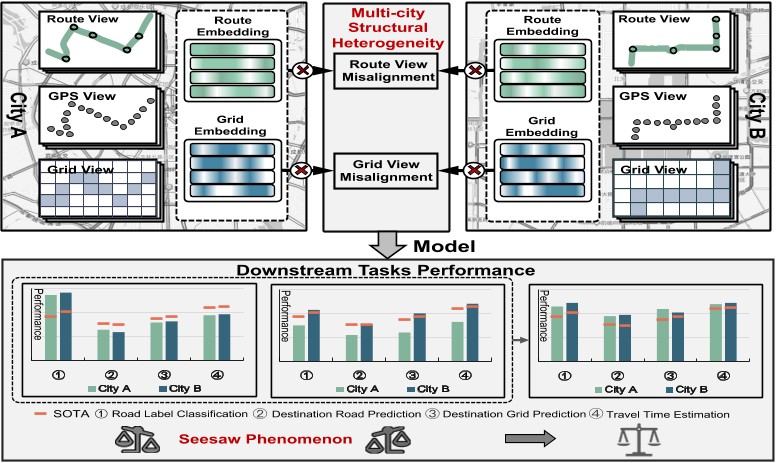 Route View
GPS View
Grid View
City A
Route
Embedding
Grid
Embedding
Multi-city
Structural
Heterogeneity
Route View
Misalignment
Grid View
Misalignment
Route
Embedding
Grid
Embedding
Route View
GPS View
Grid View
City B
Model
Downstream Tasks Performance
Performance
① ② ③ ④
City A City B
Performance
① ② ③ ④
City A City B
Performance
① ② ③ ④
City A City B
SOTA ① Road Label Classification ② Destination Road Prediction ③ Destination Grid Prediction ④ Travel Time Estimation
Seesaw Phenomenon